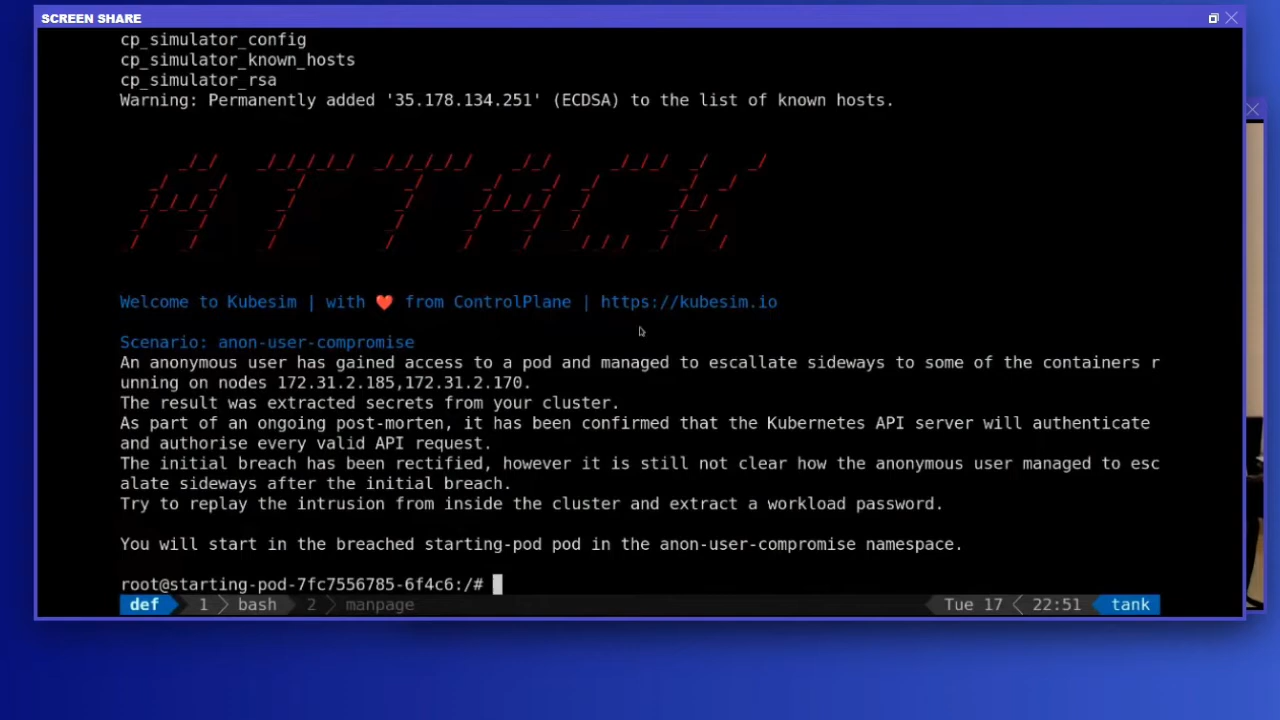 SCREEN SHARE
cp_simulator_config
cp_simulator_known_hosts
cp_simulator_rsa
Warning: Permanently added '35.178.134.251' (ECDSA) to the list of known hosts.
ATTACK
Welcome to Kubesim | with ❤️ from ControlPlane | https://kubesim.io
Scenario: anon-user-compromise
An anonymous user has gained access to a pod and managed to escallate sideways to some of the containers r
unning on nodes 172.31.2.185,172.31.2.170.
The result was extracted secrets from your cluster.
As part of an ongoing post-morten, it has been confirmed that the Kubernetes API server will authenticate
and authorise every valid API request.
The initial breach has been rectified, however it is still not clear how the anonymous user managed to esc
alate sideways after the initial breach.
Try to replay the intrusion from inside the cluster and extract a workload password.
You will start in the breached starting-pod pod in the anon-user-compromise namespace.
root@starting-pod-7fc7556785-6f4c6:/#
def 1 bash 2 manpage Tue 17 22:51 tank